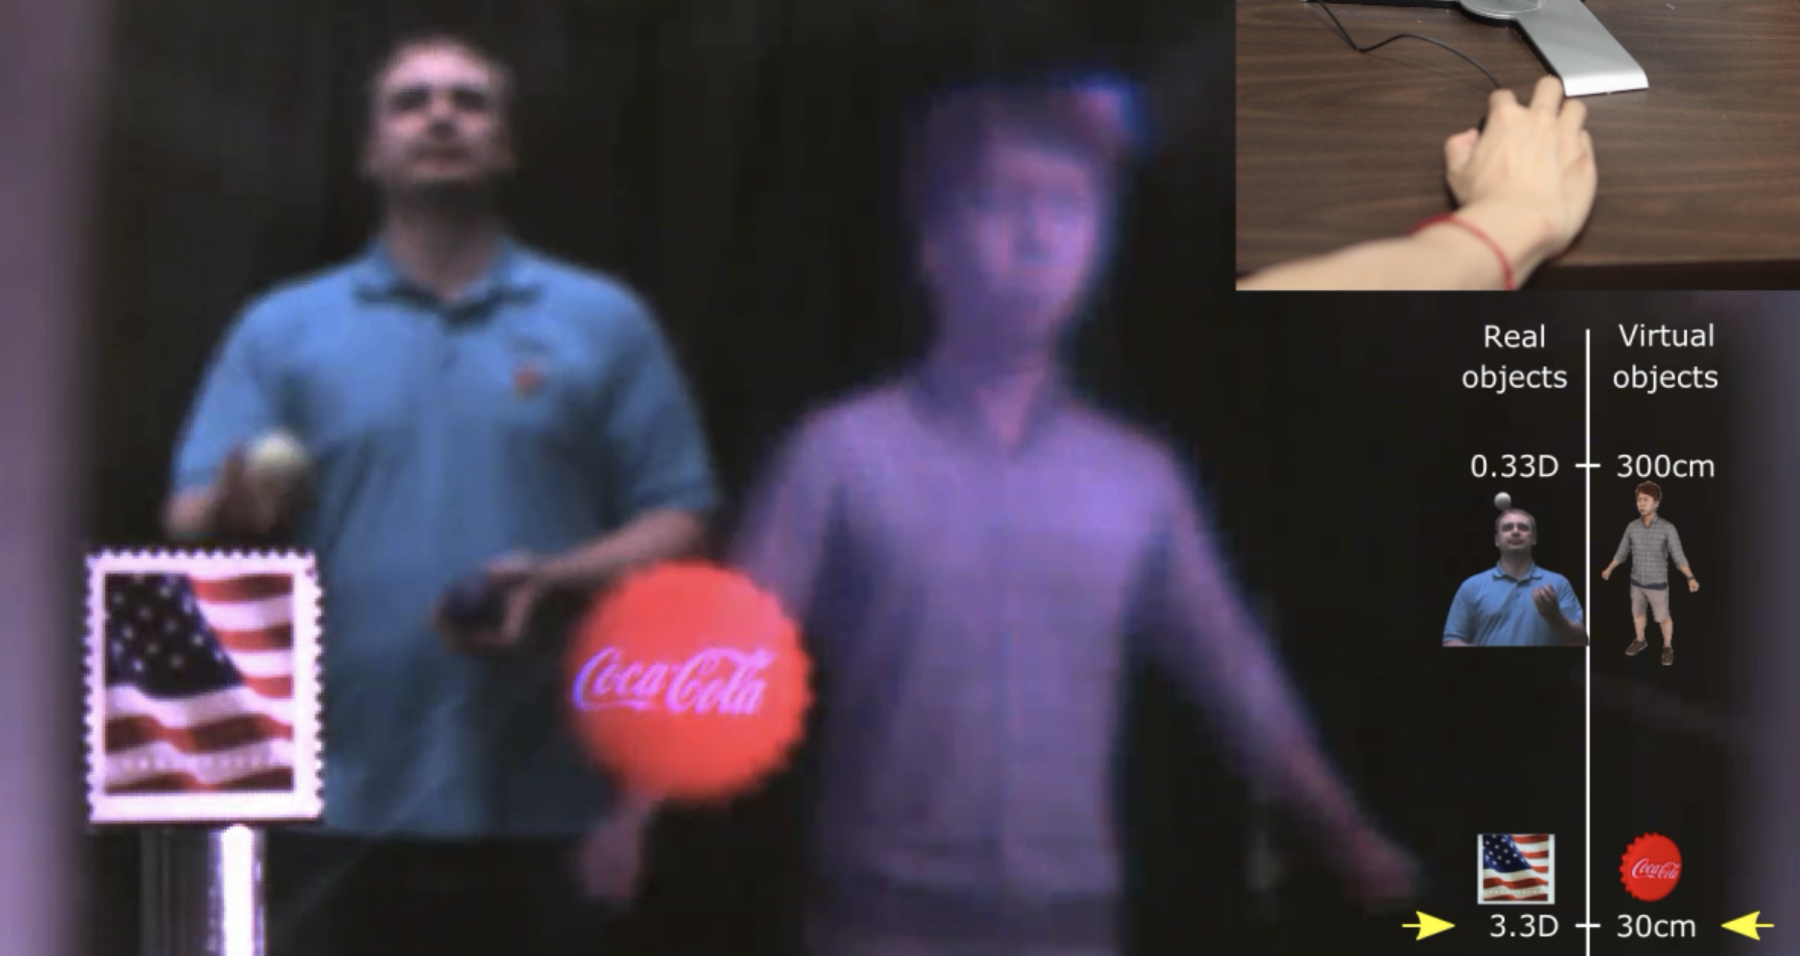 Coca-Cola
Real
objects
Virtual
objects
0.33D
300cm
Coca-Cola
3.3D
30cm